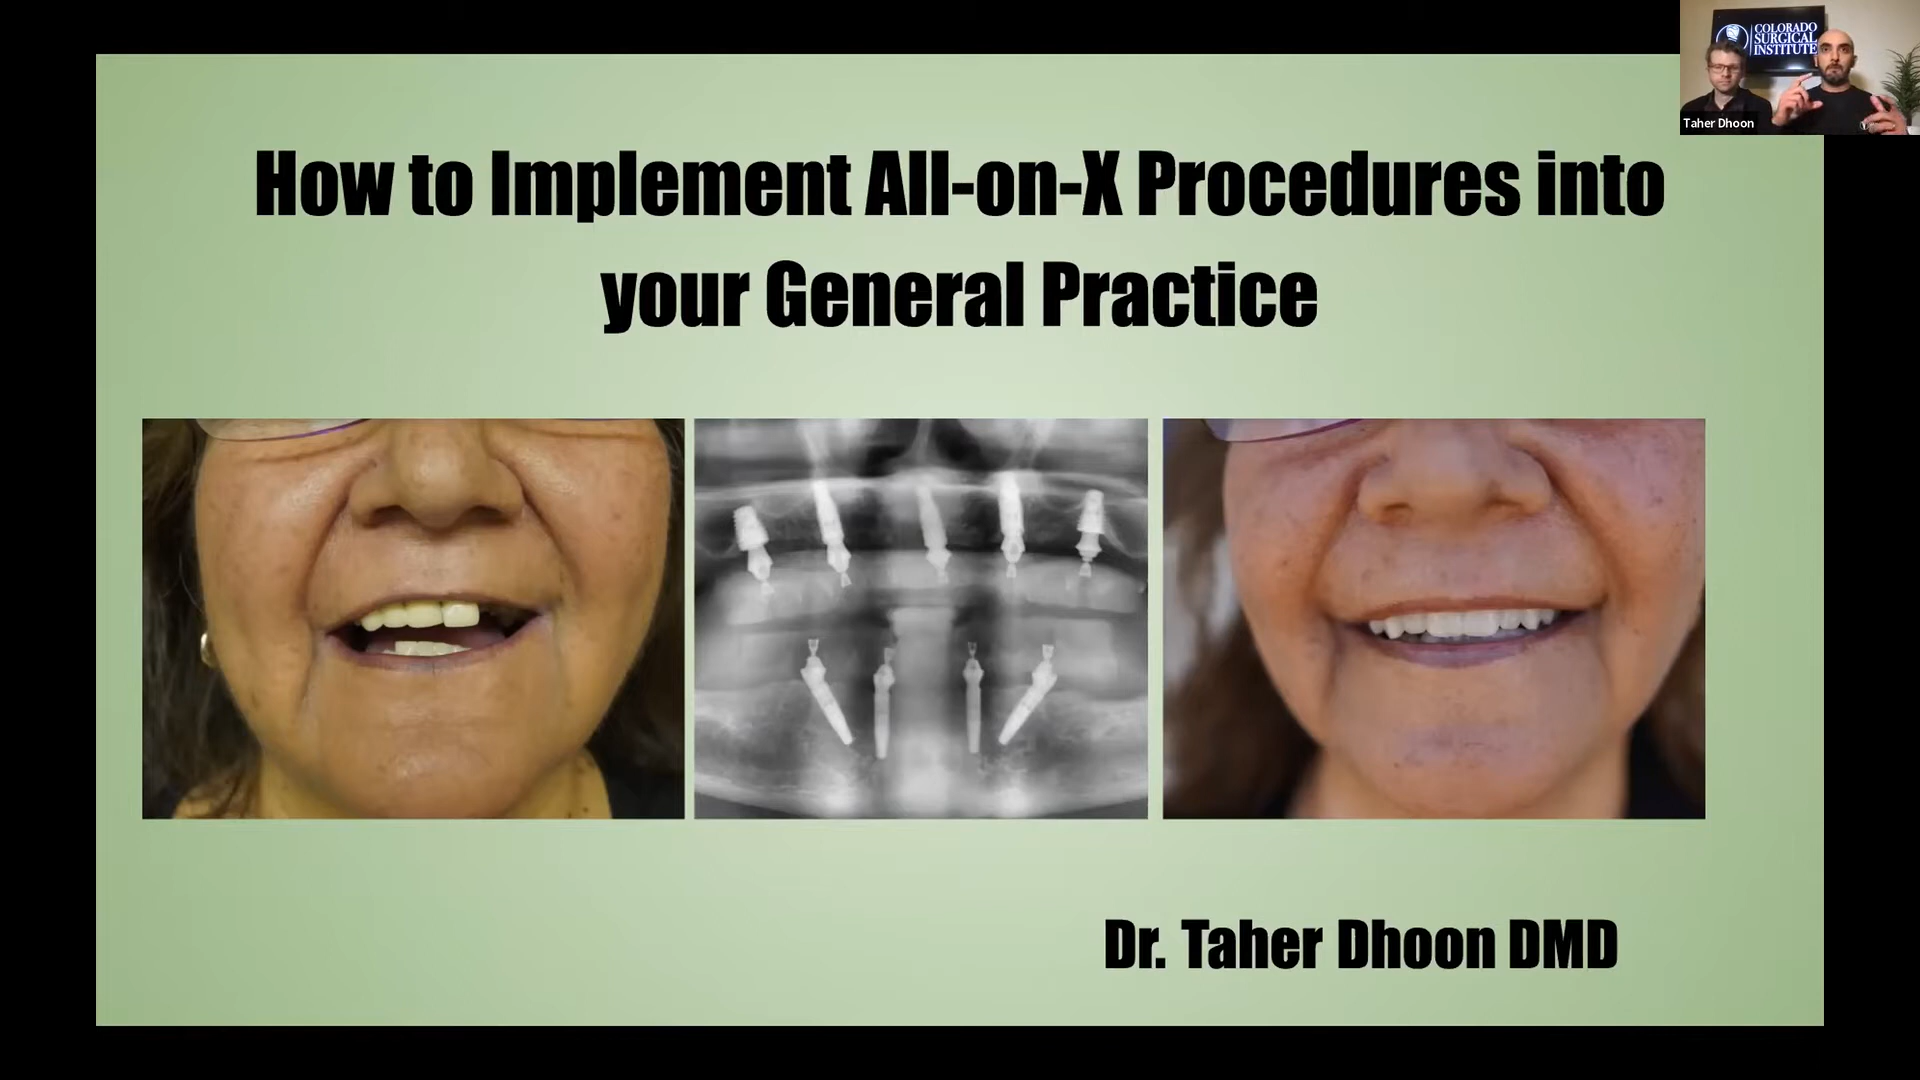 COLORADO
SURGICAL
INSTITUTE
Taher Dhoon
How to Implement All-on-X Procedures into
your General Practice
Dr. Taher Dhoon DMD